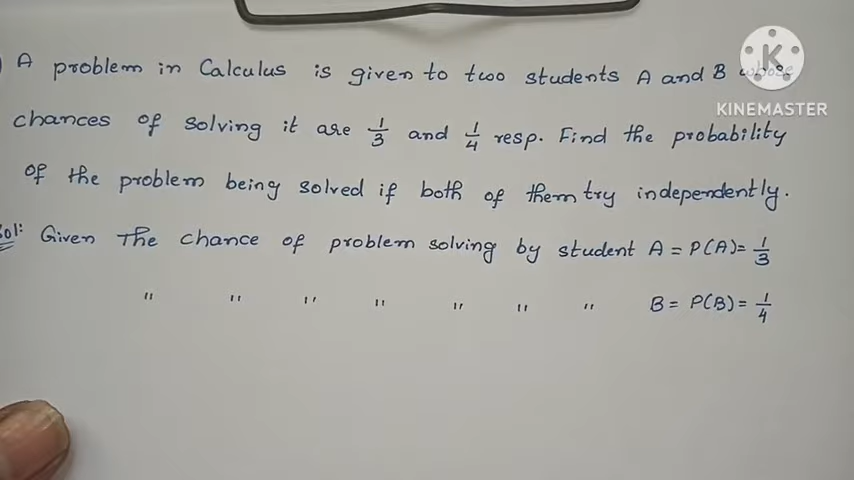 A problem in Calculus is given to two students A and B whose
chances of solving it are 1/3 and 1/4 resp. Find the probability
of the problem being solved if both of them try independently.
Sol: Given The chance of problem solving by student A = P(A) = 1/3
" " " " " " " B = P(B) = 1/4
KINEMASTER